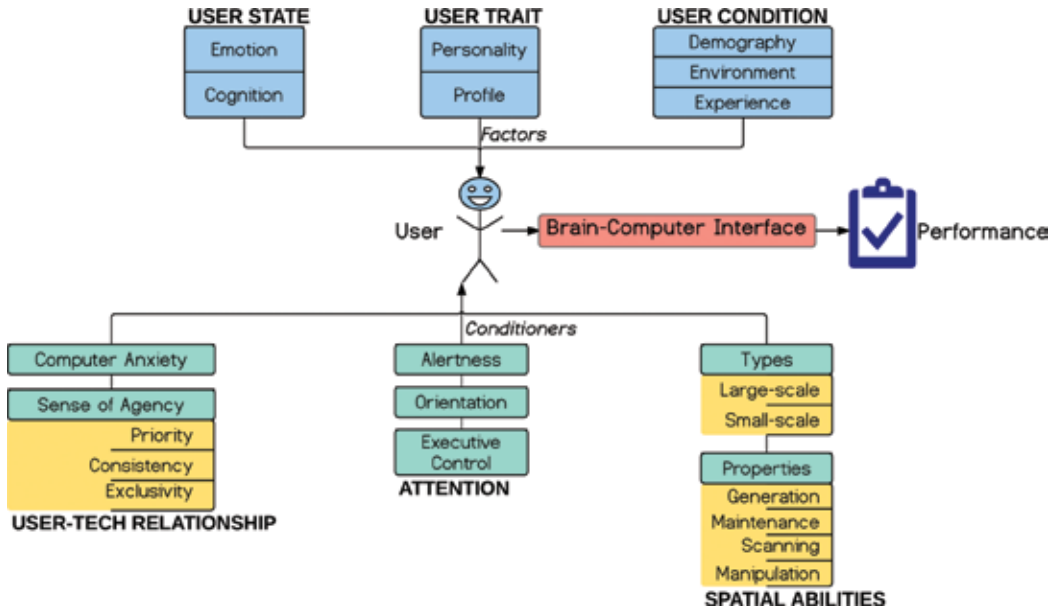 USER STATE
USER TRAIT
USER CONDITION
Emotion
Cognition
Personality
Profile
Demography
Environment
Experience
Factors
User
Brain-Computer Interface
Performance
Conditioners
Computer Anxiety
Sense of Agency
Priority
Consistency
Exclusivity
USER-TECH RELATIONSHIP
Alertness
Orientation
Executive
Control
ATTENTION
Types
Large-scale
Small-scale
Properties
Generation
Maintenance
Scanning
Manipulation
SPATIAL ABILITIES